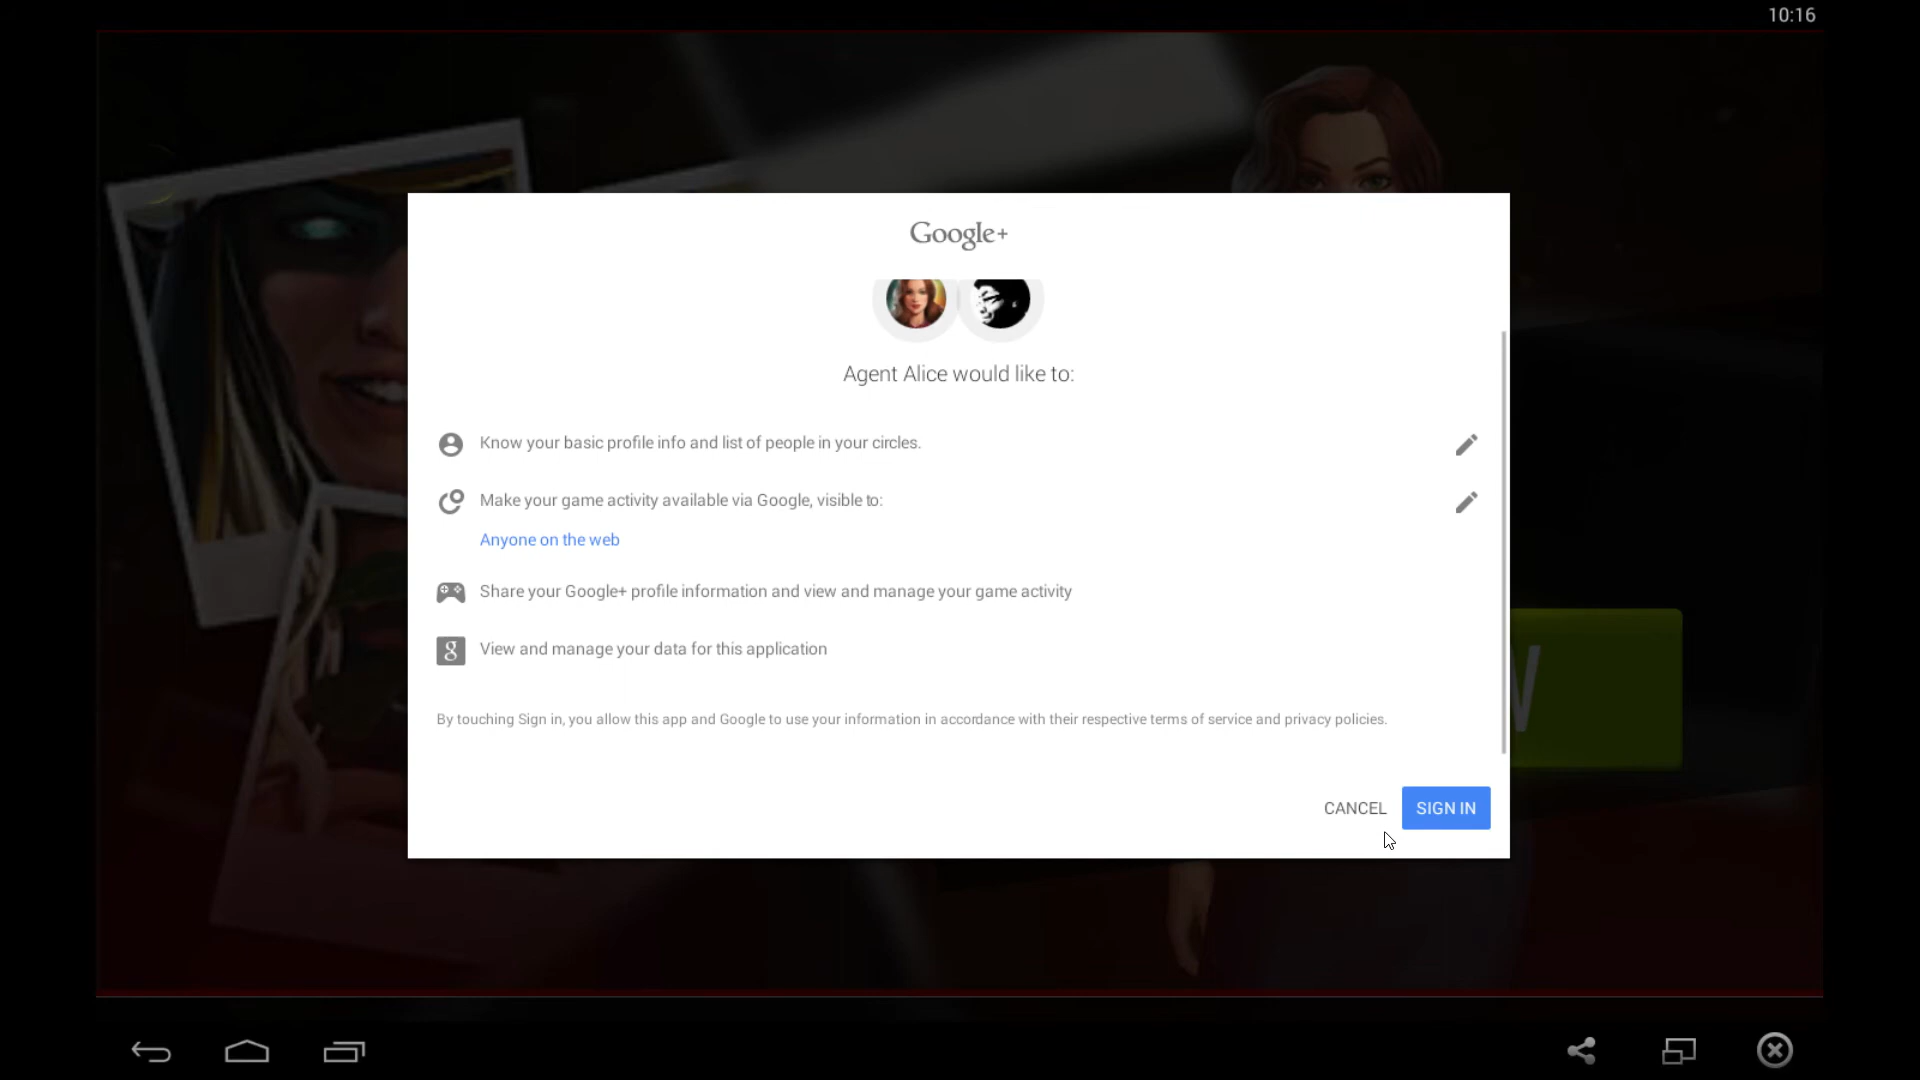 10:16
Google+
Agent Alice would like to:
Know your basic profile info and list of people in your circles.
Make your game activity available via Google, visible to:
Anyone on the web
Share your Google+ profile information and view and manage your game activity
g View and manage your data for this application
W
By touching Sign in, you allow this app and Google to use your information in accordance with their respective terms of service and privacy policies.
CANCEL SIGN IN